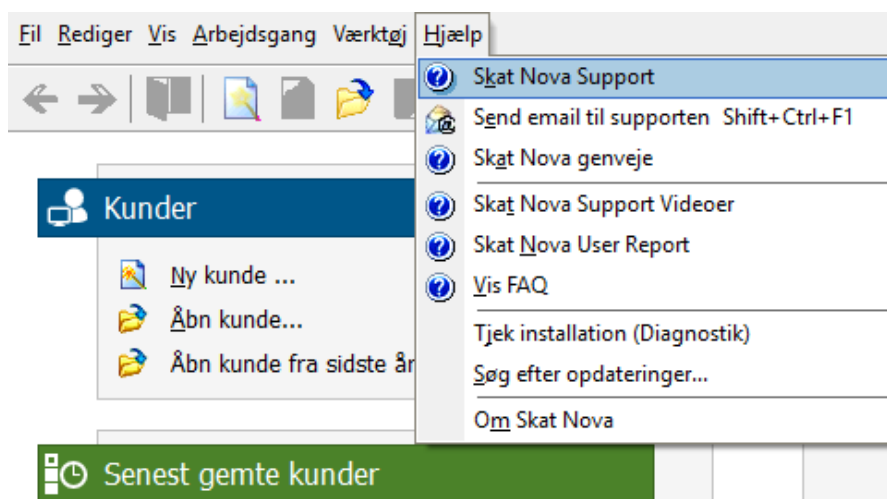 Fil Rediger Vis Arbejdsgang Værktøj Hjælp
Skat Nova Support
Send email til supporten Shift+Ctrl+F1
Skat Nova genveje
Skat Nova Support Videoer
Skat Nova User Report
Vis FAQ
Tjek installation (Diagnostik)
Søg efter opdateringer...
Om Skat Nova
Kunder
Ny kunde ...
Åbn kunde...
Åbn kunde fra sidste år
Senest gemte kunder